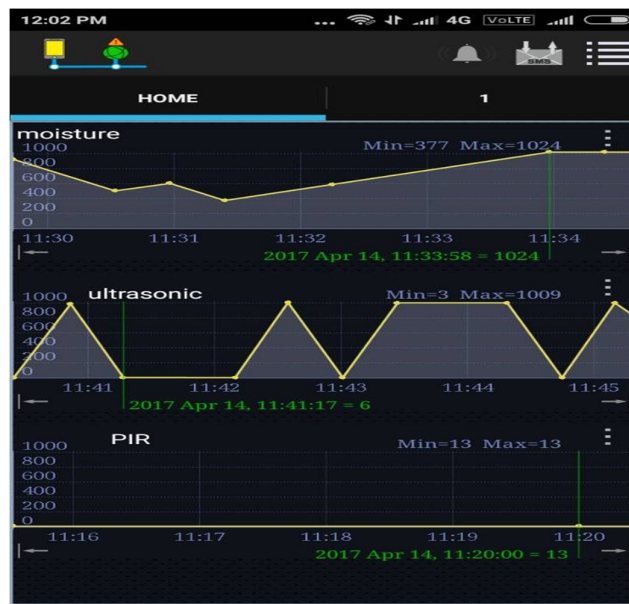 12:02 PM ... 4G VoLTE
SMS
HOME 1
moisture
Min=377 Max=1024
1000
800
600
400
200
0
11:30 11:31 11:32 11:33 11:34
2017 Apr 14, 11:33:58 = 1024
ultrasonic
Min=3 Max=1009
1000
800
600
400
200
0
11:41 11:42 11:43 11:44 11:45
2017 Apr 14, 11:41:17 = 6
PIR
Min=13 Max=13
1000
800
600
400
200
0
11:16 11:17 11:18 11:19 11:20
2017 Apr 14, 11:20:00 = 13